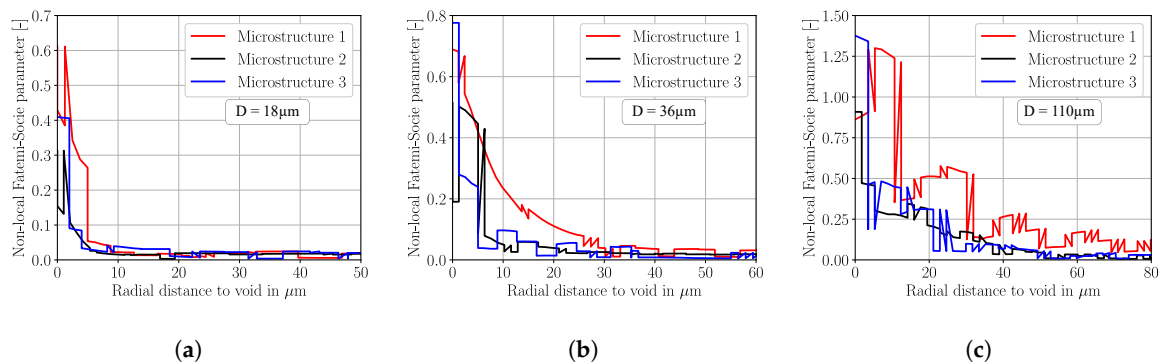 Non-local Fatemi-Socie parameter [-]
0.7
0.6
0.5
0.4
0.3
0.2
0.1
0.0
Microstructure 1
Microstructure 2
Microstructure 3
D = 18µm
0 10 20 30 40 50
Radial distance to void in µm
(a)
Non-local Fatemi-Socie parameter [-]
0.8
0.6
0.4
0.2
0.0
Microstructure 1
Microstructure 2
Microstructure 3
D = 36µm
0 10 20 30 40 50 60
Radial distance to void in µm
(b)
Non-local Fatemi-Socie parameter [-]
1.50
1.25
1.00
0.75
0.50
0.25
0.00
Microstructure 1
Microstructure 2
Microstructure 3
D = 110µm
0 20 40 60 80
Radial distance to void in µm
(c)